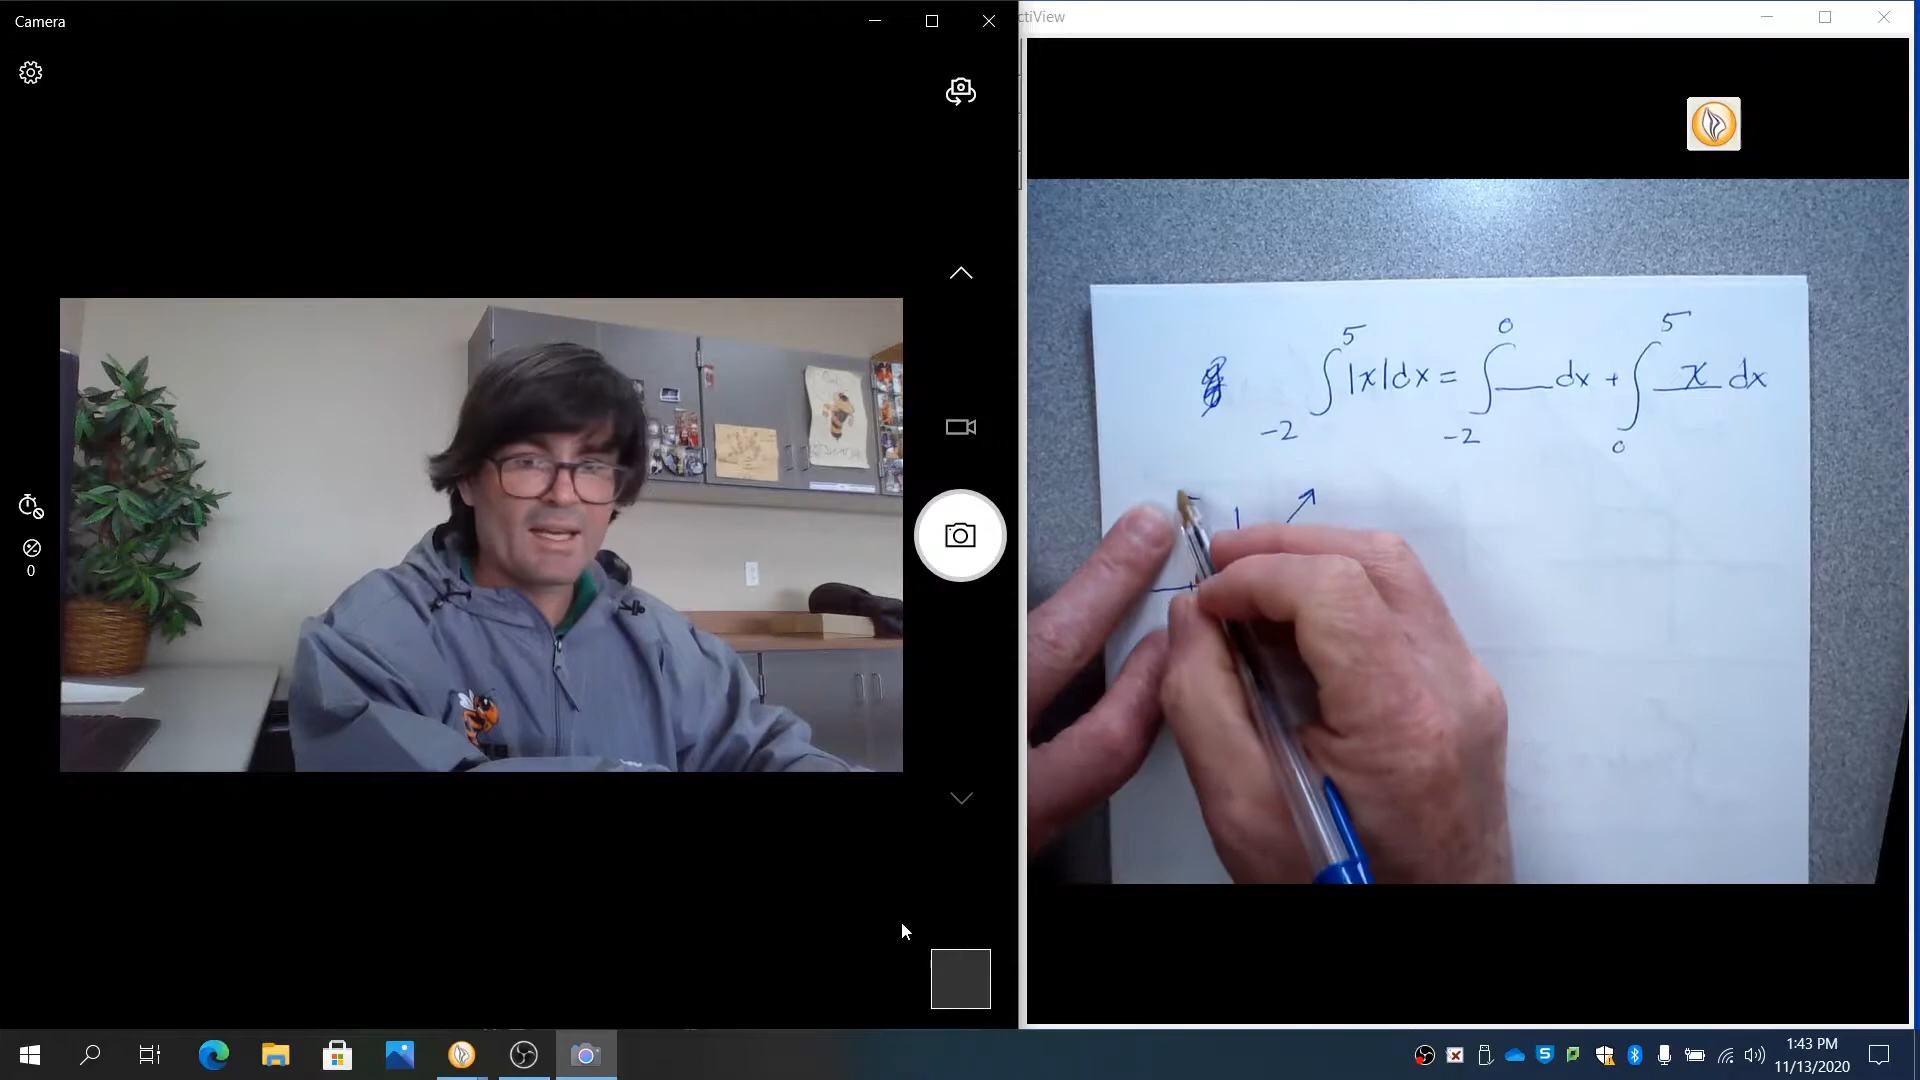 Camera
ctiView
0
∫_{-2}^{5} |x|dx = ∫_{-2}^{0} ___ dx + ∫_{0}^{5} x dx
1:43 PM
11/13/2020